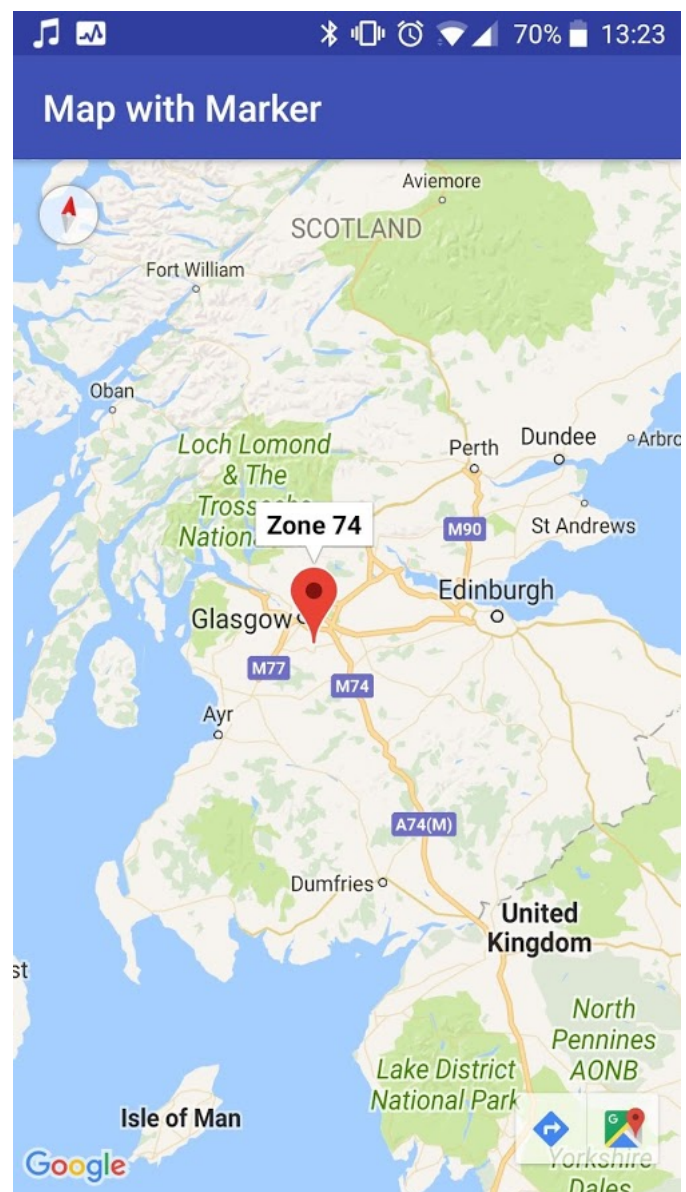 70% 13:23
Map with Marker
Aviemore
SCOTLAND
Fort William
Oban
Loch Lomond
& The
Nation
Perth
Dundee
Arbro
Zone 74
M90
St Andrews
Edinburgh
Glasgow
M77
M74
Ayr
A74(M)
Dumfries
United
Kingdom
st
North
Pennines
AONB
Lake District
National Park
Isle of Man
G
Google
Yorkshire
Dales